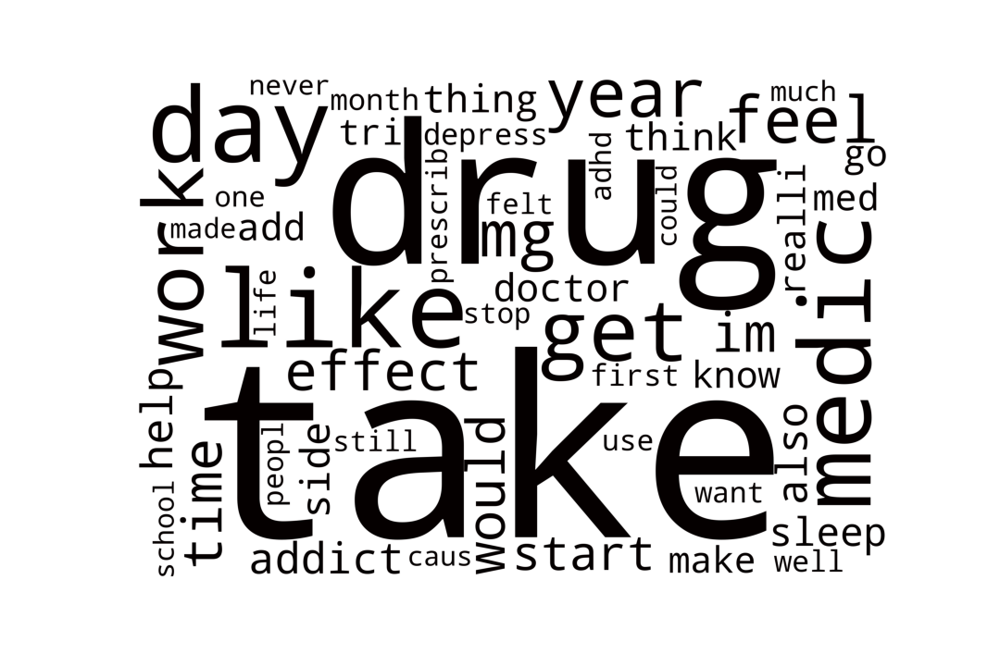 never
month
thing
year
much
day
tri
depress
think
feel
adhd
go
drug
prescrib
could
realli
med
one
felt
made
add
mg
work
medic
like
life
doctor
stop
get
im
effect
first
know
help
take
peopl
side
still
would
use
also
time
want
school
sleep
addict
caus
start
make
well